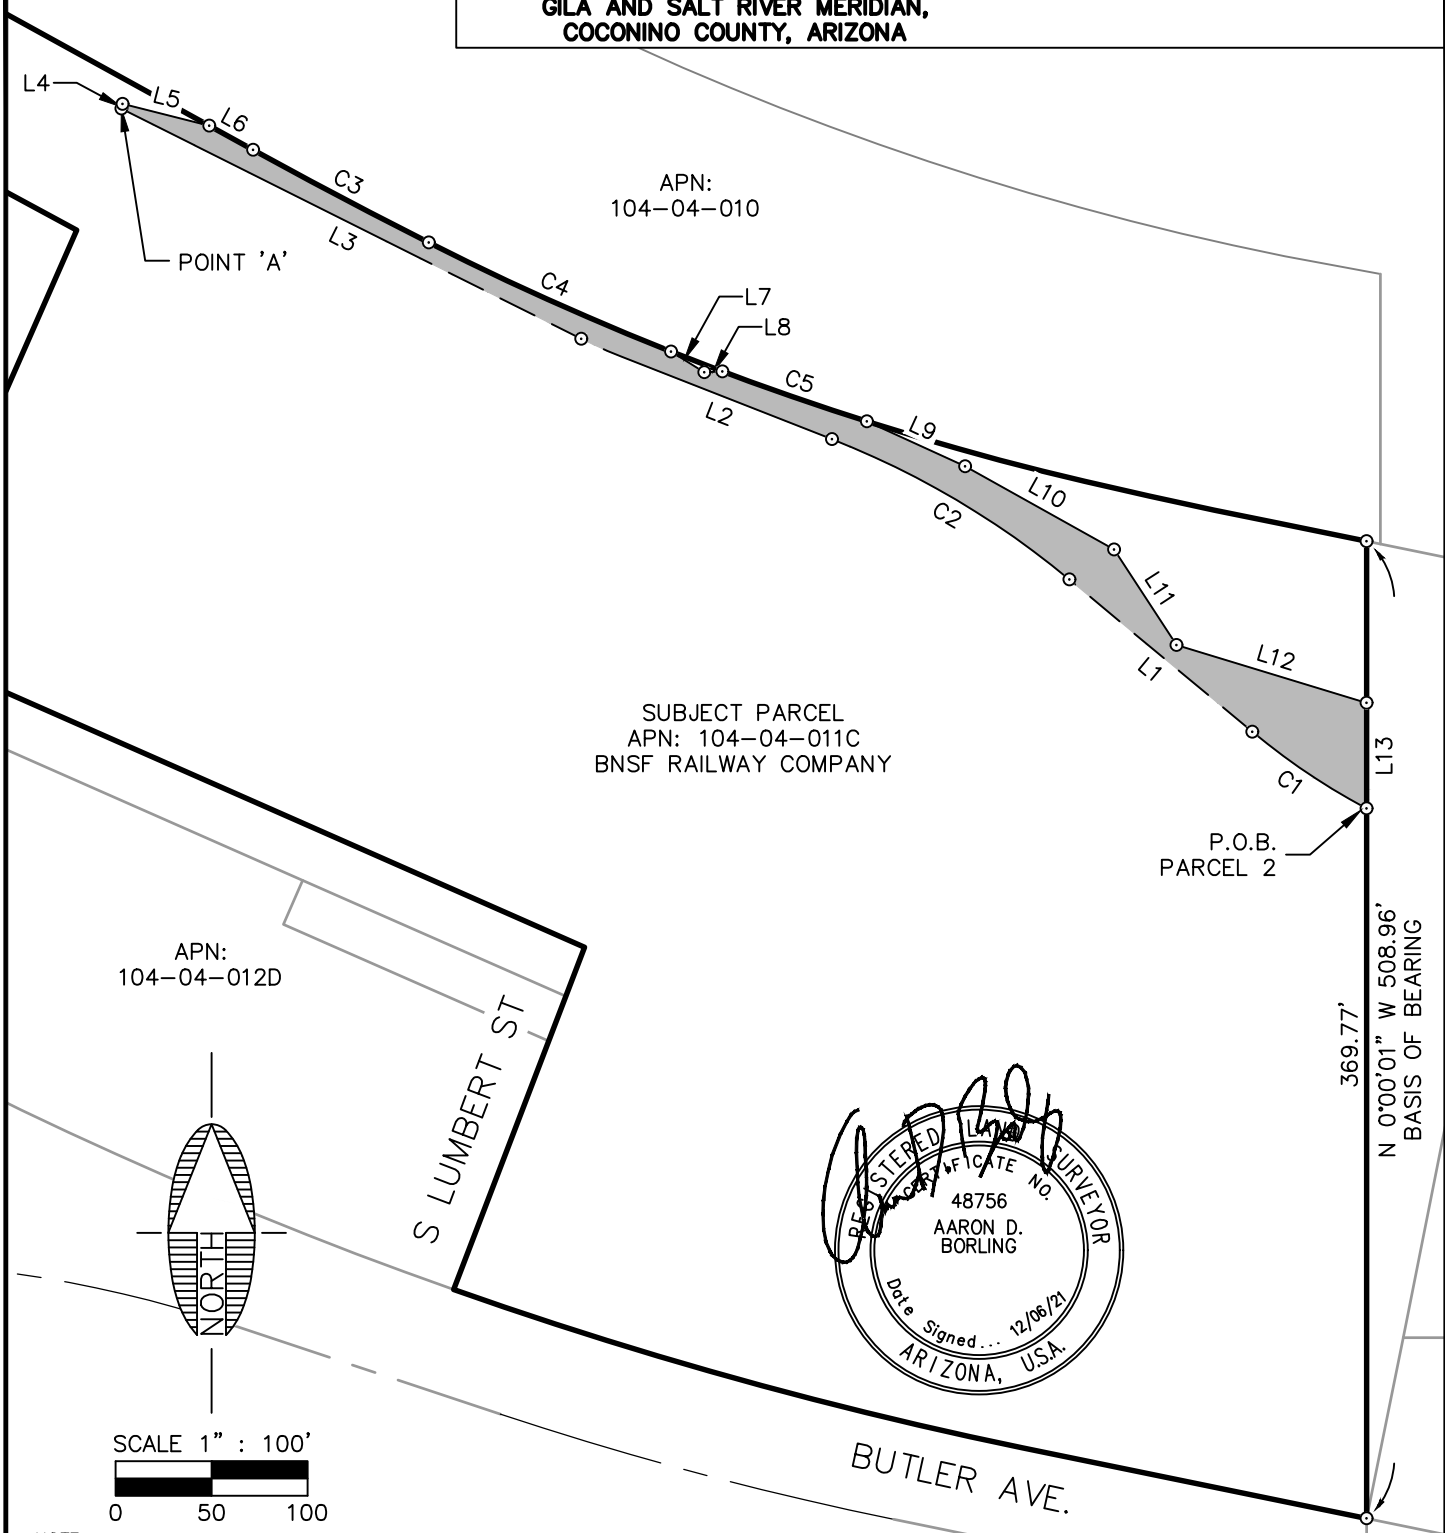 GILA AND SALT RIVER MERIDIAN,
COCONINO COUNTY, ARIZONA
L4
L5
L6
C3
APN:
104-04-010
L3
POINT 'A'
C4
L7
L8
C5
L2
L9
L10
C2
L11
L12
L1
SUBJECT PARCEL
APN: 104-04-011C
BNSF RAILWAY COMPANY
L13
C1
P.O.B.
PARCEL 2
APN:
104-04-012D
369.77'
N 0°00'01" W 508.96'
BASIS OF BEARING
S LUMBERT ST
REGISTERED LAND SURVEYOR
CERTIFICATE NO.
48756
AARON D.
BORLING
Date Signed... 12/06/21
ARIZONA, U.S.A.
NORTH
SCALE 1" : 100'
0 50 100
BUTLER AVE.